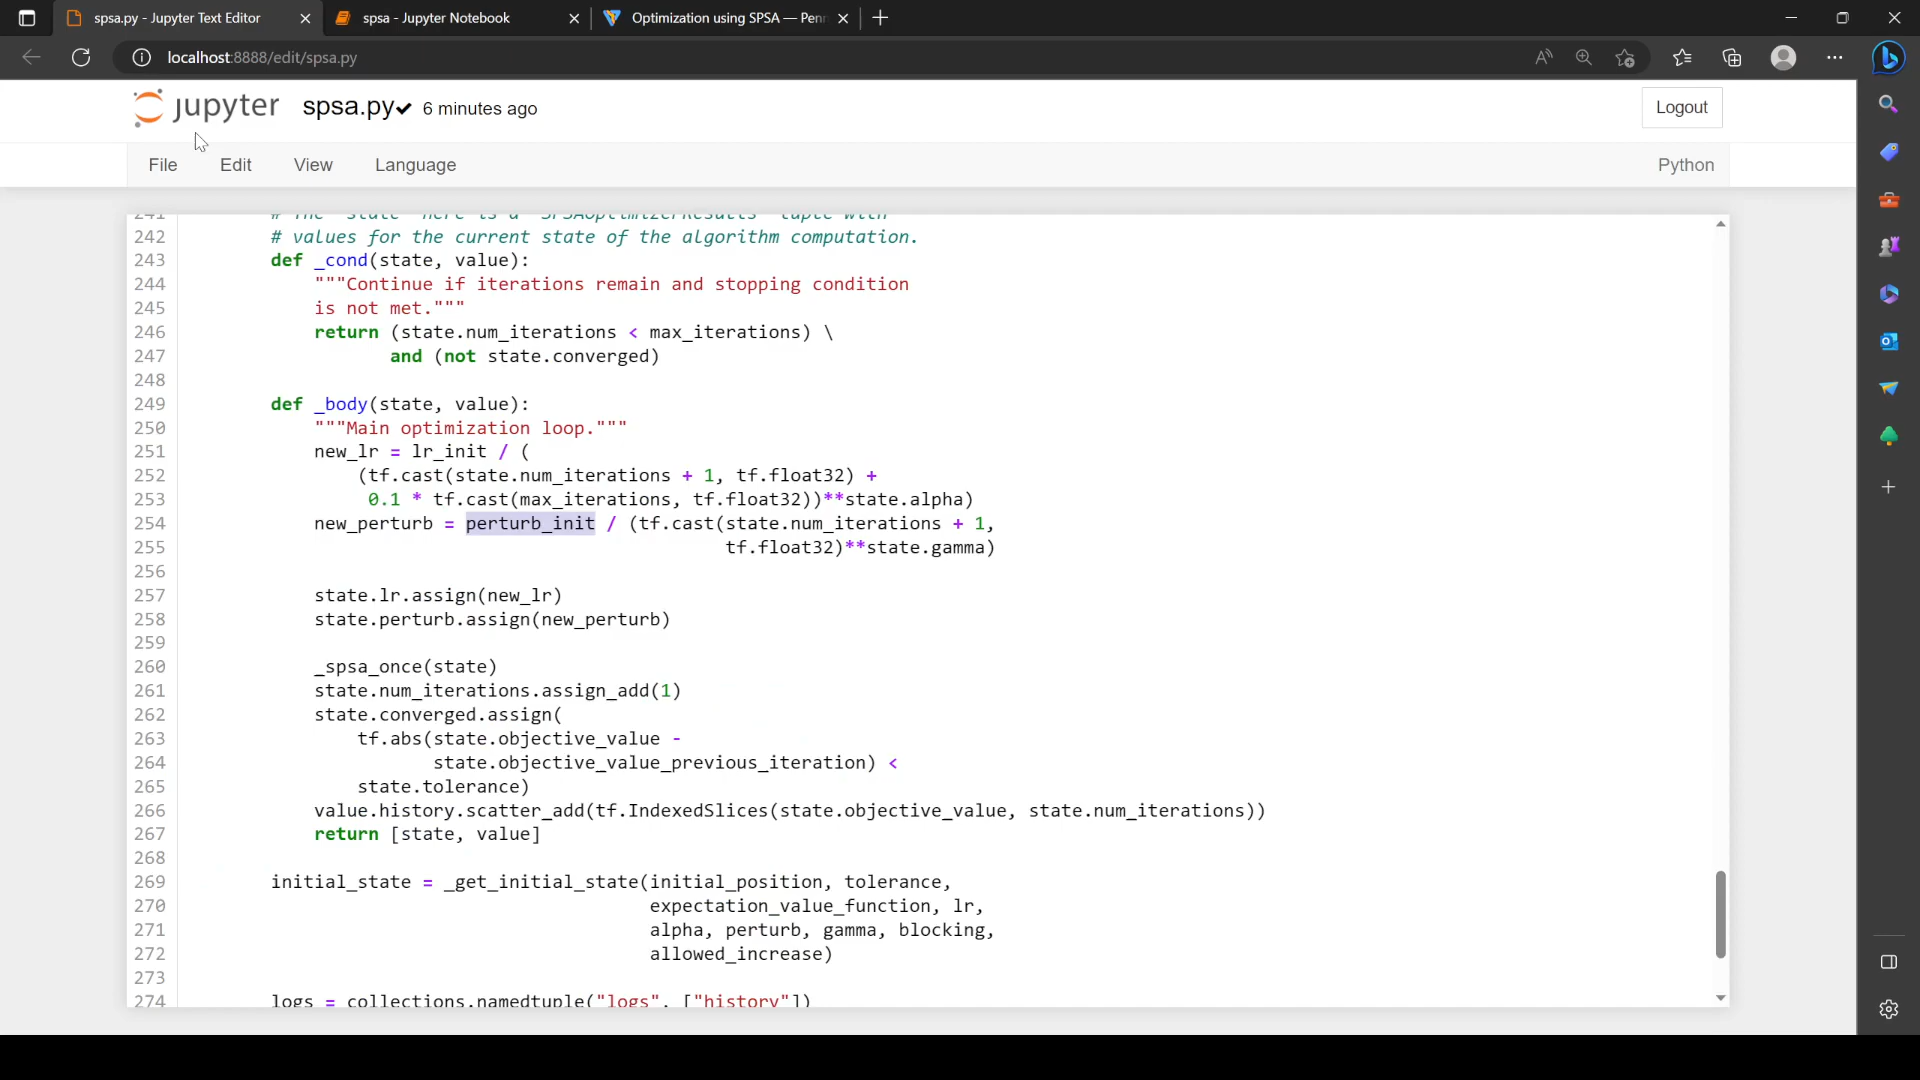 spsa.py - Jupyter Text Editor
spsa - Jupyter Notebook
Optimization using SPSA — Penn
localhost:8888/edit/spsa.py
jupyter spsa.py 6 minutes ago
Logout
File Edit View Language
Python
241 # The "state" here is a "SPSAOptimizerResults" tuple with
242 # values for the current state of the algorithm computation.
243 def _cond(state, value):
244 """Continue if iterations remain and stopping condition
245 is not met."""
246 return (state.num_iterations < max_iterations) \
247 and (not state.converged)
248
249 def _body(state, value):
250 """Main optimization loop."""
251 new_lr = lr_init / (
252 (tf.cast(state.num_iterations + 1, tf.float32) +
253 0.1 * tf.cast(max_iterations, tf.float32))**state.alpha)
254 new_perturb = perturb_init / (tf.cast(state.num_iterations + 1,
255 tf.float32)**state.gamma)
256
257 state.lr.assign(new_lr)
258 state.perturb.assign(new_perturb)
259
260 _spsa_once(state)
261 state.num_iterations.assign_add(1)
262 state.converged.assign(
263 tf.abs(state.objective_value -
264 state.objective_value_previous_iteration) <
265 state.tolerance)
266 value.history.scatter_add(tf.IndexedSlices(state.objective_value, state.num_iterations))
267 return [state, value]
268
269 initial_state = _get_initial_state(initial_position, tolerance,
270 expectation_value_function, lr,
271 alpha, perturb, gamma, blocking,
272 allowed_increase)
273
274 logs = collections.namedtuple("logs", ["history"])